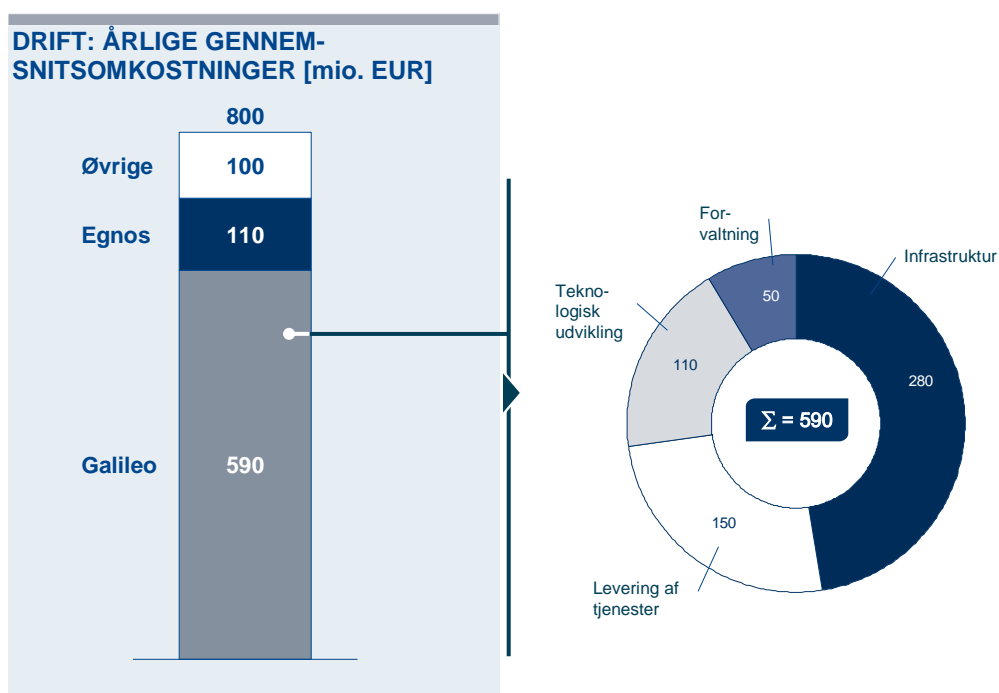 DRIFT: ÅRLIGE GENNEM-
SNITSOMKOSTNINGER [mio. EUR]
800
Øvrige
100
Egnos
110
Galileo
590
For-
valtning
50
Infrastruktur
280
Tekno-
logisk
udvikling
110
Σ = 590
150
Levering af
tjenester